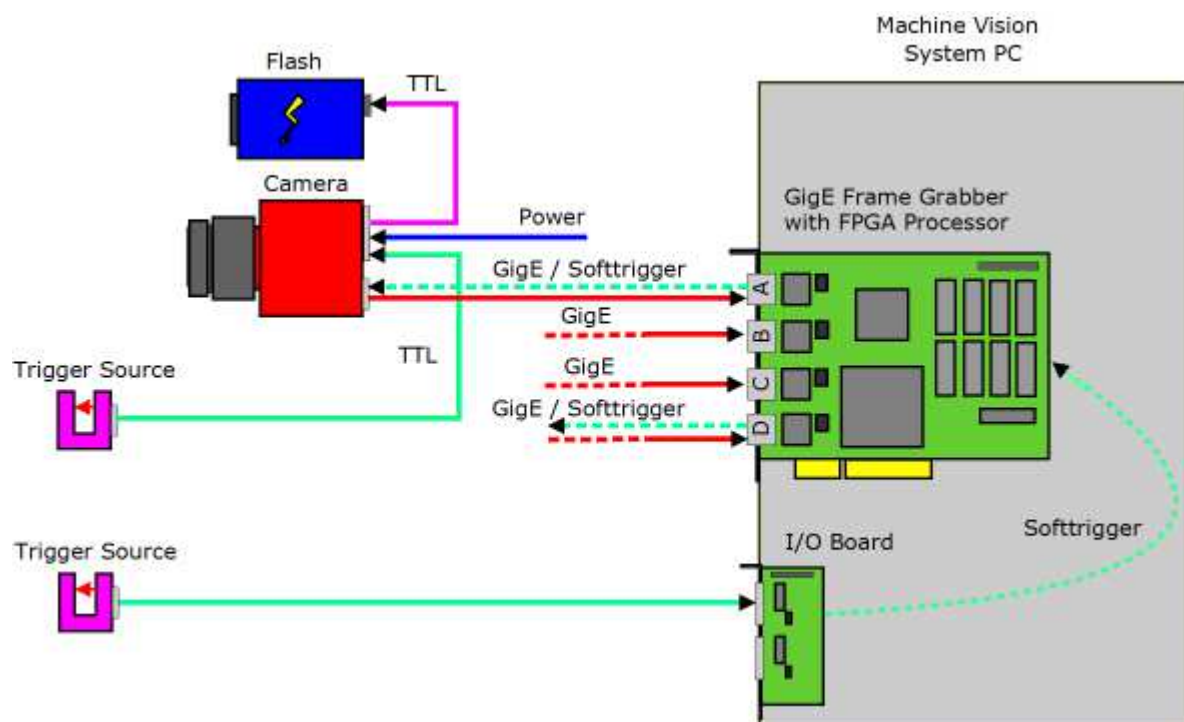 Machine Vision
System PC
Flash
TTL
Camera
GigE Frame Grabber
with FPGA Processor
Power
GigE / Softtrigger
A
GigE
B
TTL
GigE
C
Trigger Source
GigE / Softtrigger
D
Softtrigger
I/O Board
Trigger Source